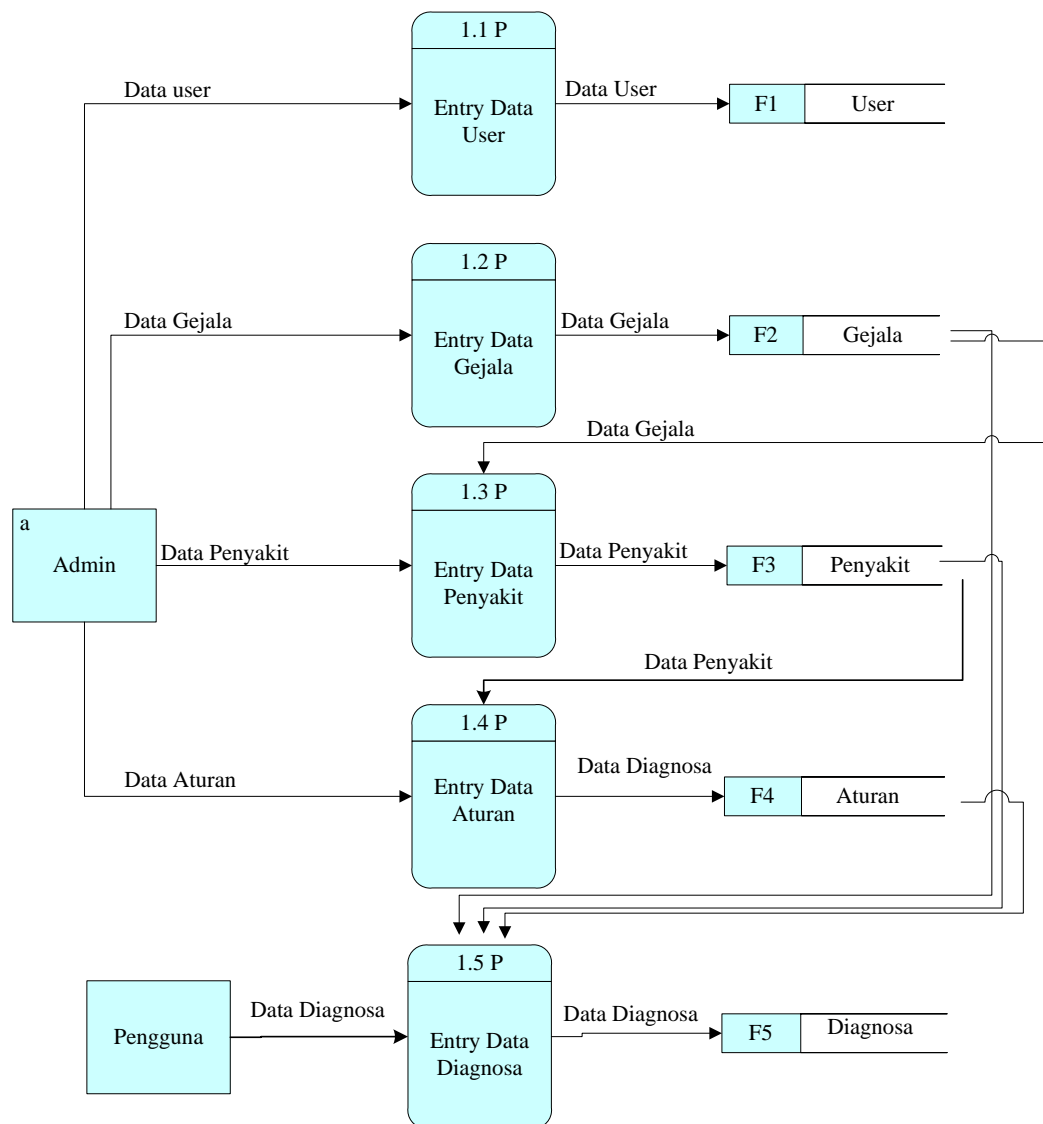 1.1 P
Data user
Entry Data
User
Data User
F1
User
1.2 P
Data Gejala
Entry Data
Gejala
Data Gejala
F2
Gejala
Data Gejala
1.3 P
a
Admin
Data Penyakit
Entry Data
Penyakit
Data Penyakit
F3
Penyakit
Data Penyakit
1.4 P
Data Aturan
Entry Data
Aturan
Data Diagnosa
F4
Aturan
1.5 P
Pengguna
Data Diagnosa
Entry Data
Diagnosa
Data Diagnosa
F5
Diagnosa